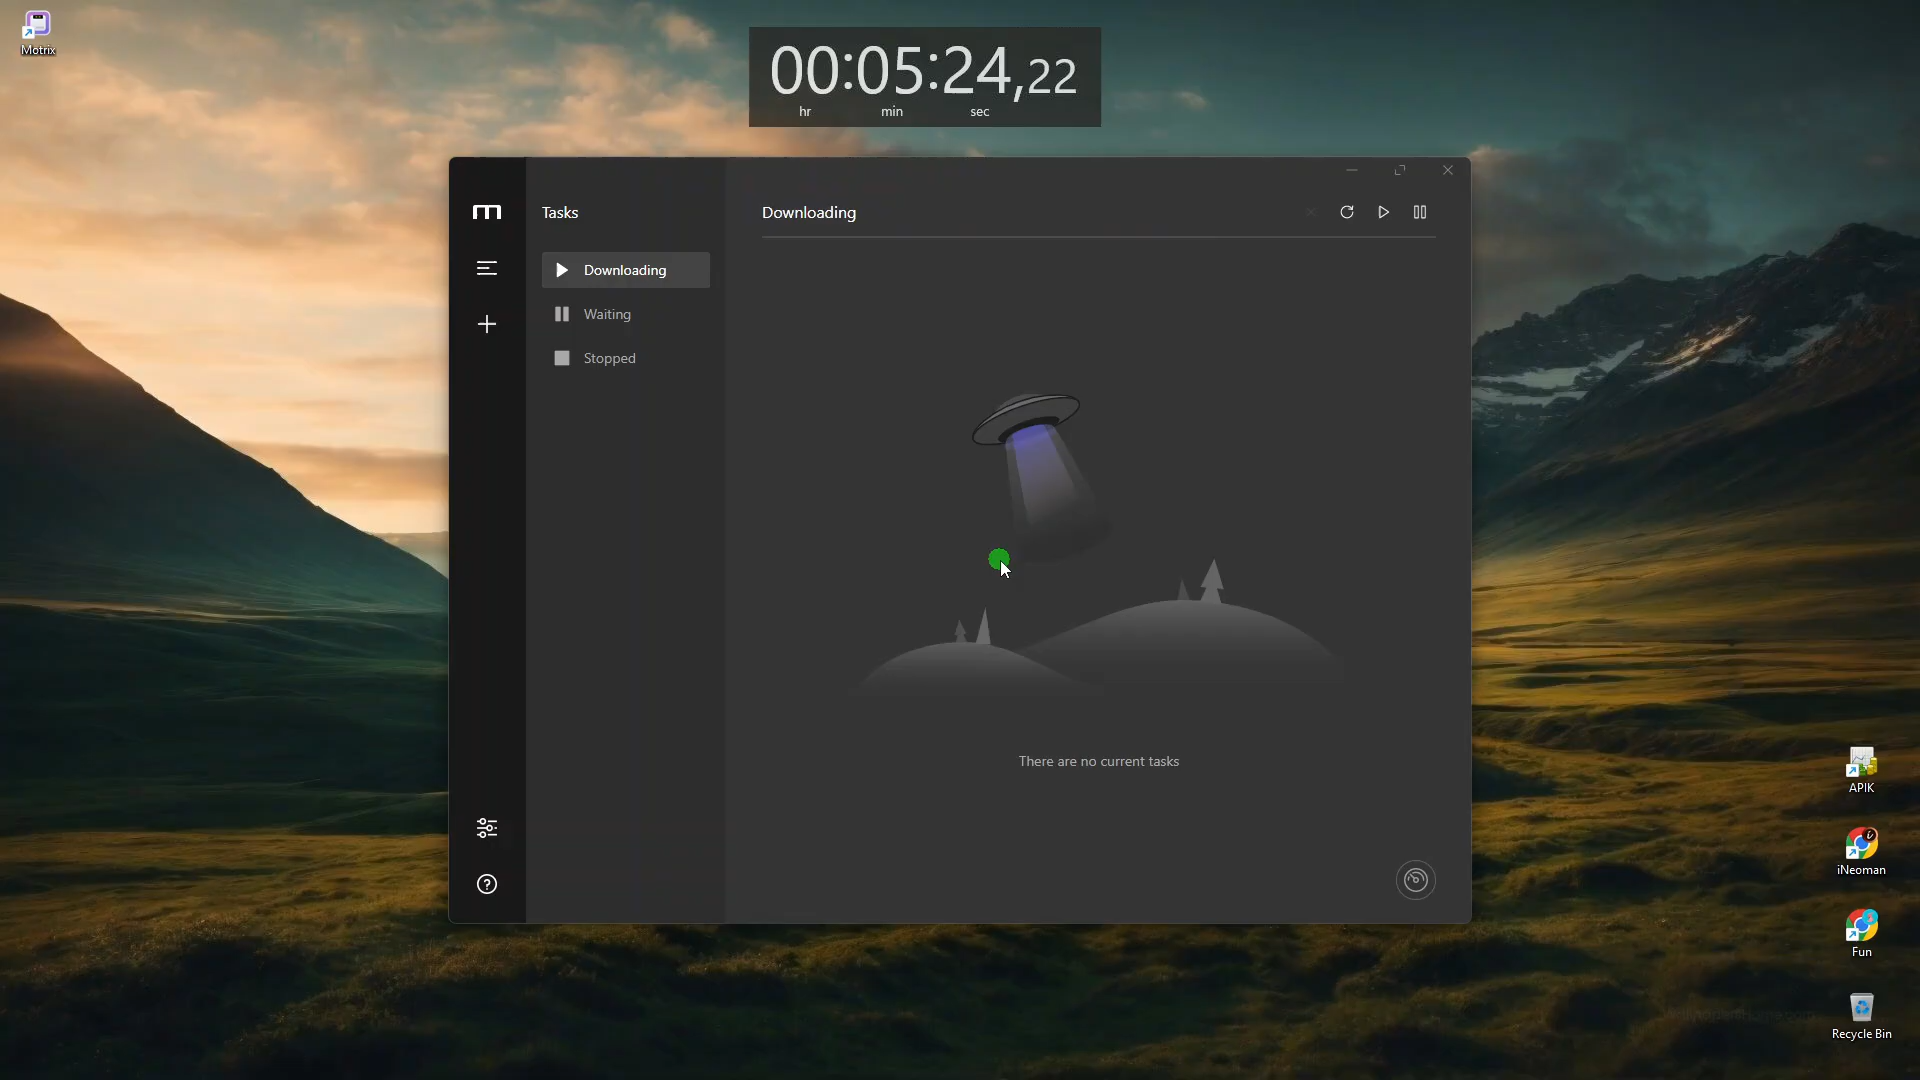 Motrix
00:05:24,22
hr min sec
m
Tasks
Downloading
Downloading
Waiting
Stopped
There are no current tasks
APIK
iNeoman
Fun
Recycle Bin